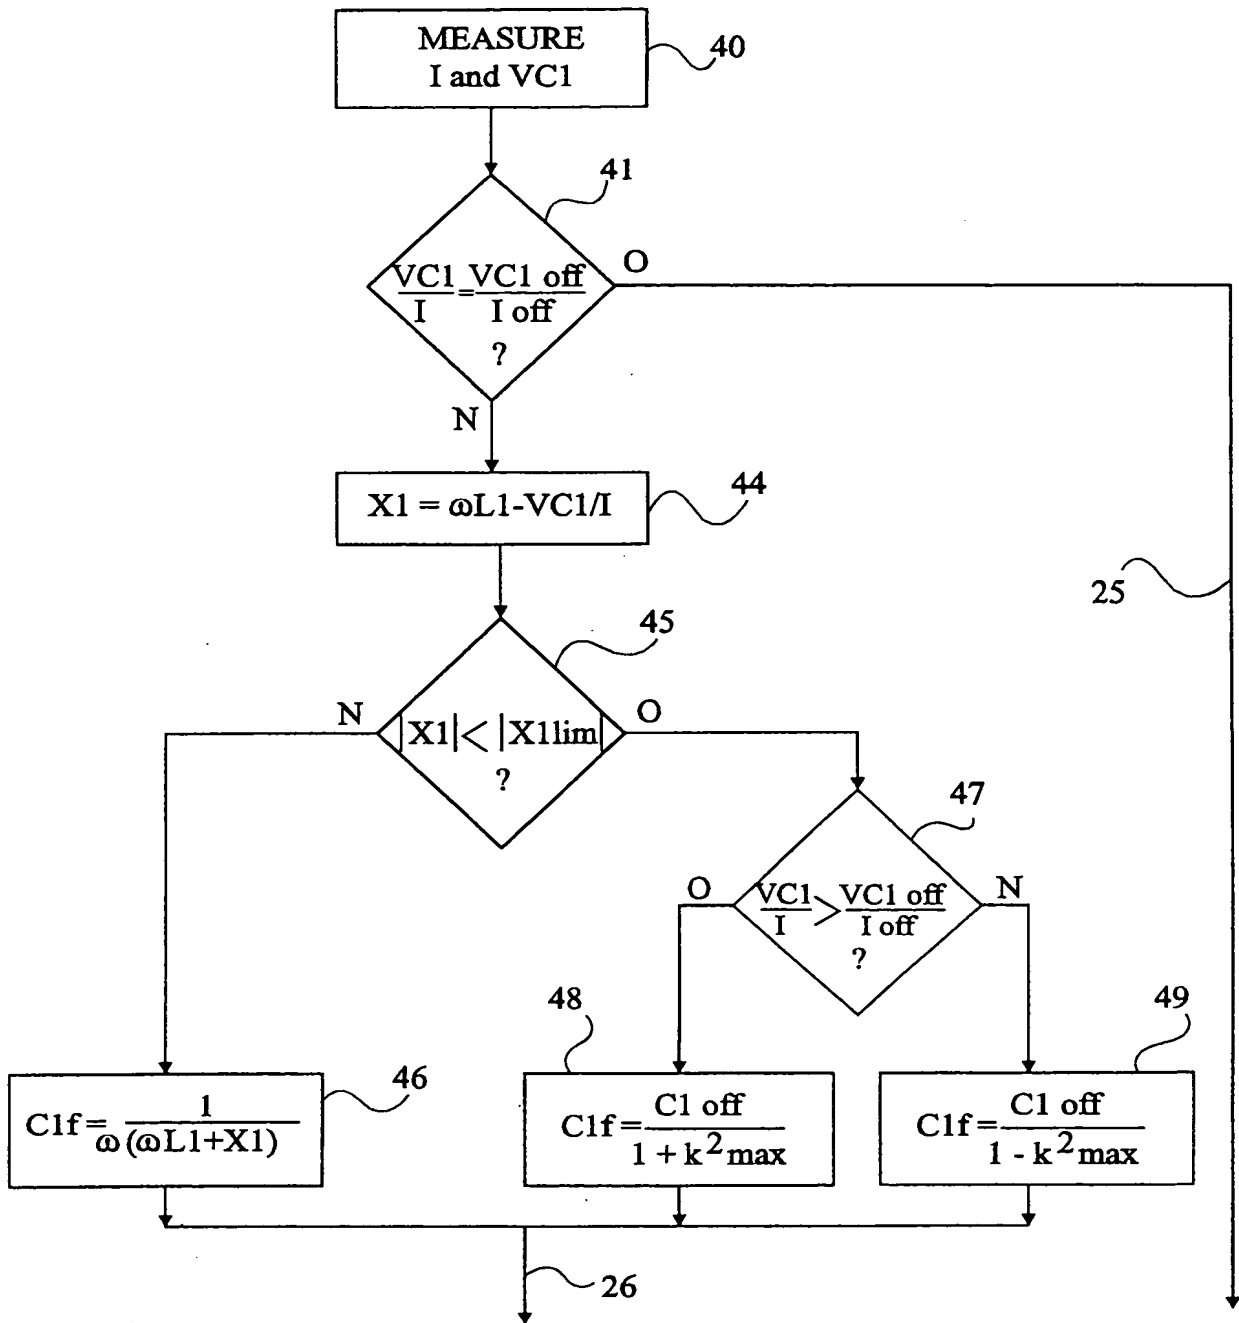 MEASURE
I and VC1
40
41
VC1/I = VC1 off/I off
?
O
N
X1 = ωL1-VC1/I
44
25
45
|X1| < |X1lim|
?
N
O
47
VC1/I > VC1 off/I off
?
O
N
48
49
46
C1f = 1/ω(ωL1+X1)
C1f = C1 off/1 + k²max
C1f = C1 off/1 - k²max
26